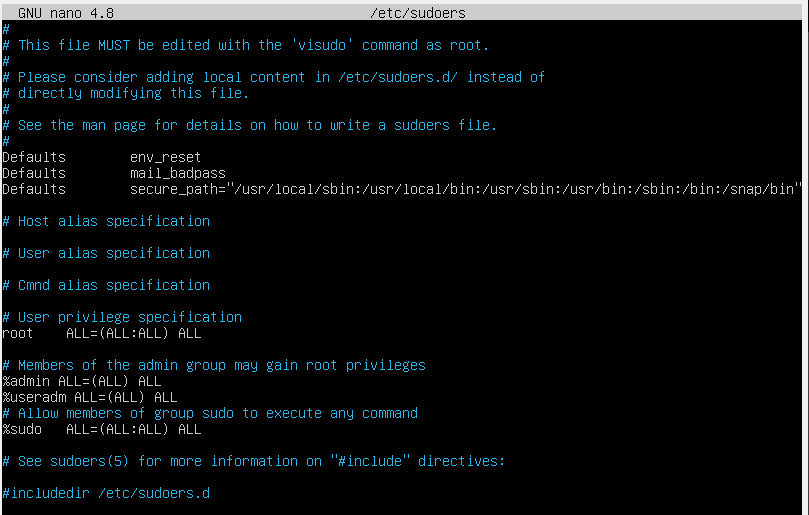 GNU nano 4.8 /etc/sudoers
#
# This file MUST be edited with the 'visudo' command as root.
#
# Please consider adding local content in /etc/sudoers.d/ instead of
# directly modifying this file.
#
# See the man page for details on how to write a sudoers file.
#
Defaults        env_reset
Defaults        mail_badpass
Defaults        secure_path="/usr/local/sbin:/usr/local/bin:/usr/sbin:/usr/bin:/sbin:/bin:/snap/bin"
# Host alias specification
# User alias specification
# Cmnd alias specification
# User privilege specification
root    ALL=(ALL:ALL) ALL
# Members of the admin group may gain root privileges
%admin ALL=(ALL) ALL
%useradm ALL=(ALL) ALL
# Allow members of group sudo to execute any command
%sudo   ALL=(ALL:ALL) ALL
# See sudoers(5) for more information on "#include" directives:
#includedir /etc/sudoers.d